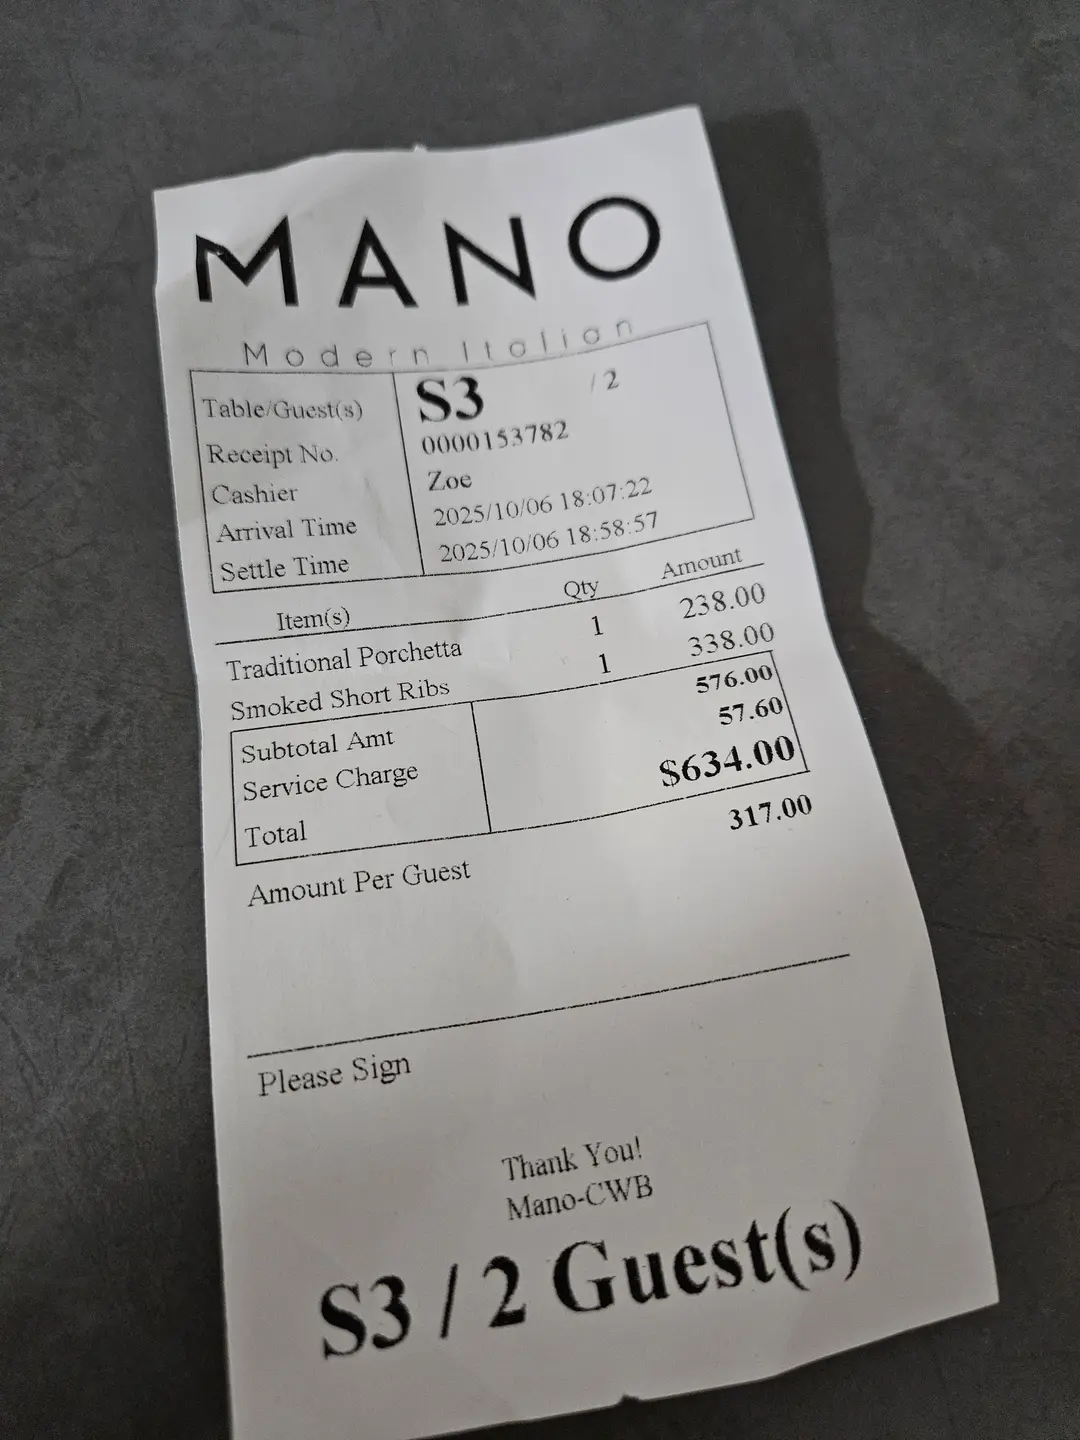 MANO
Modern Italian
Table/Guest(s) S3 / 2
Receipt No. 0000153782
Cashier Zoe
Arrival Time 2025/10/06 18:07:22
Settle Time 2025/10/06 18:58:57
Item(s) Qty Amount
Traditional Porchetta 1 238.00
Smoked Short Ribs 1 338.00
Subtotal Amt 576.00
Service Charge 57.60
Total $634.00
Amount Per Guest 317.00
Please Sign
Thank You!
Mano-CWB
S3 / 2 Guest(s)